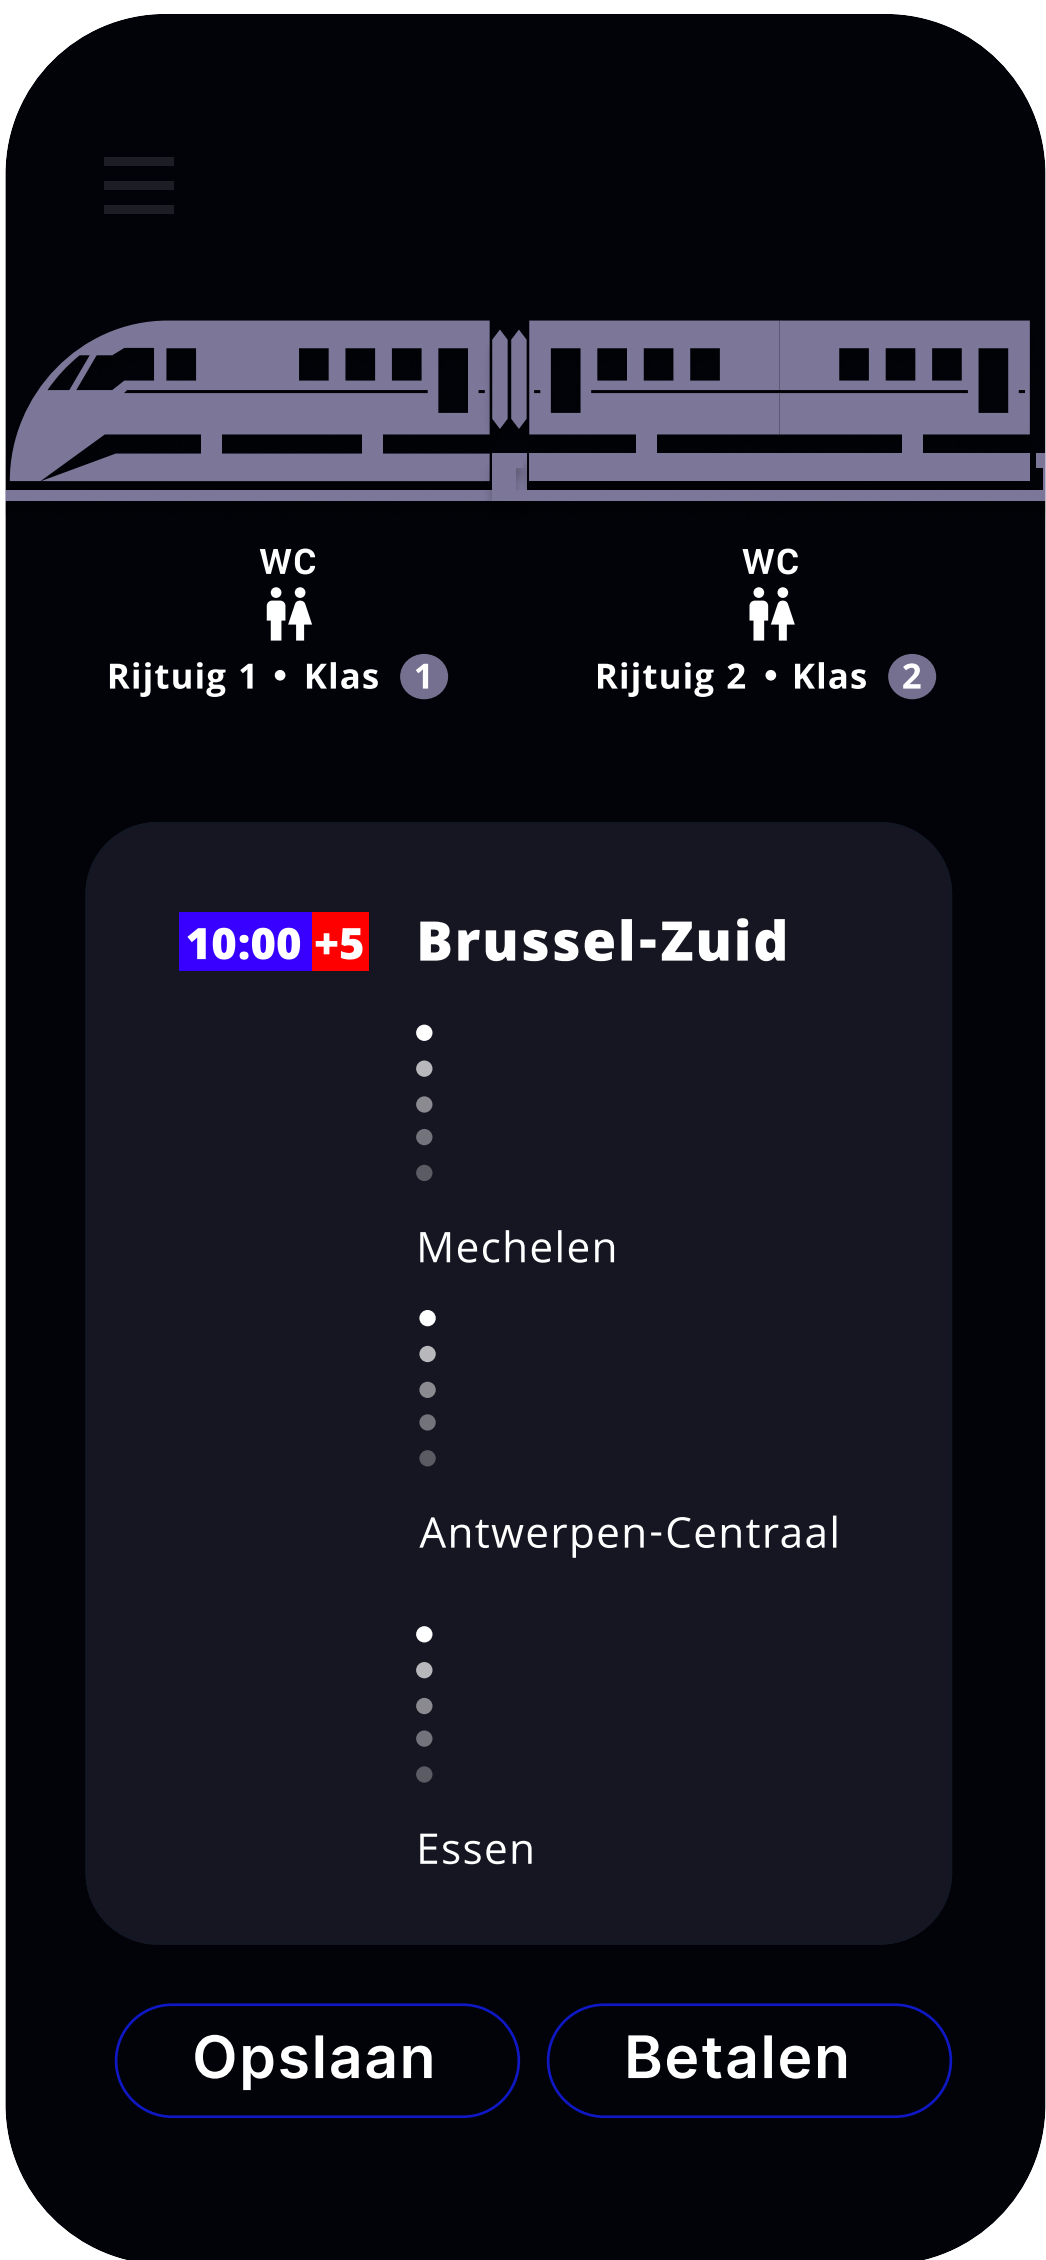 WC WC
Rijtuig 1 • Klas 1 Rijtuig 2 • Klas 2
10:00 +5 Brussel-Zuid
Mechelen
Antwerpen-Centraal
Essen
Opslaan Betalen